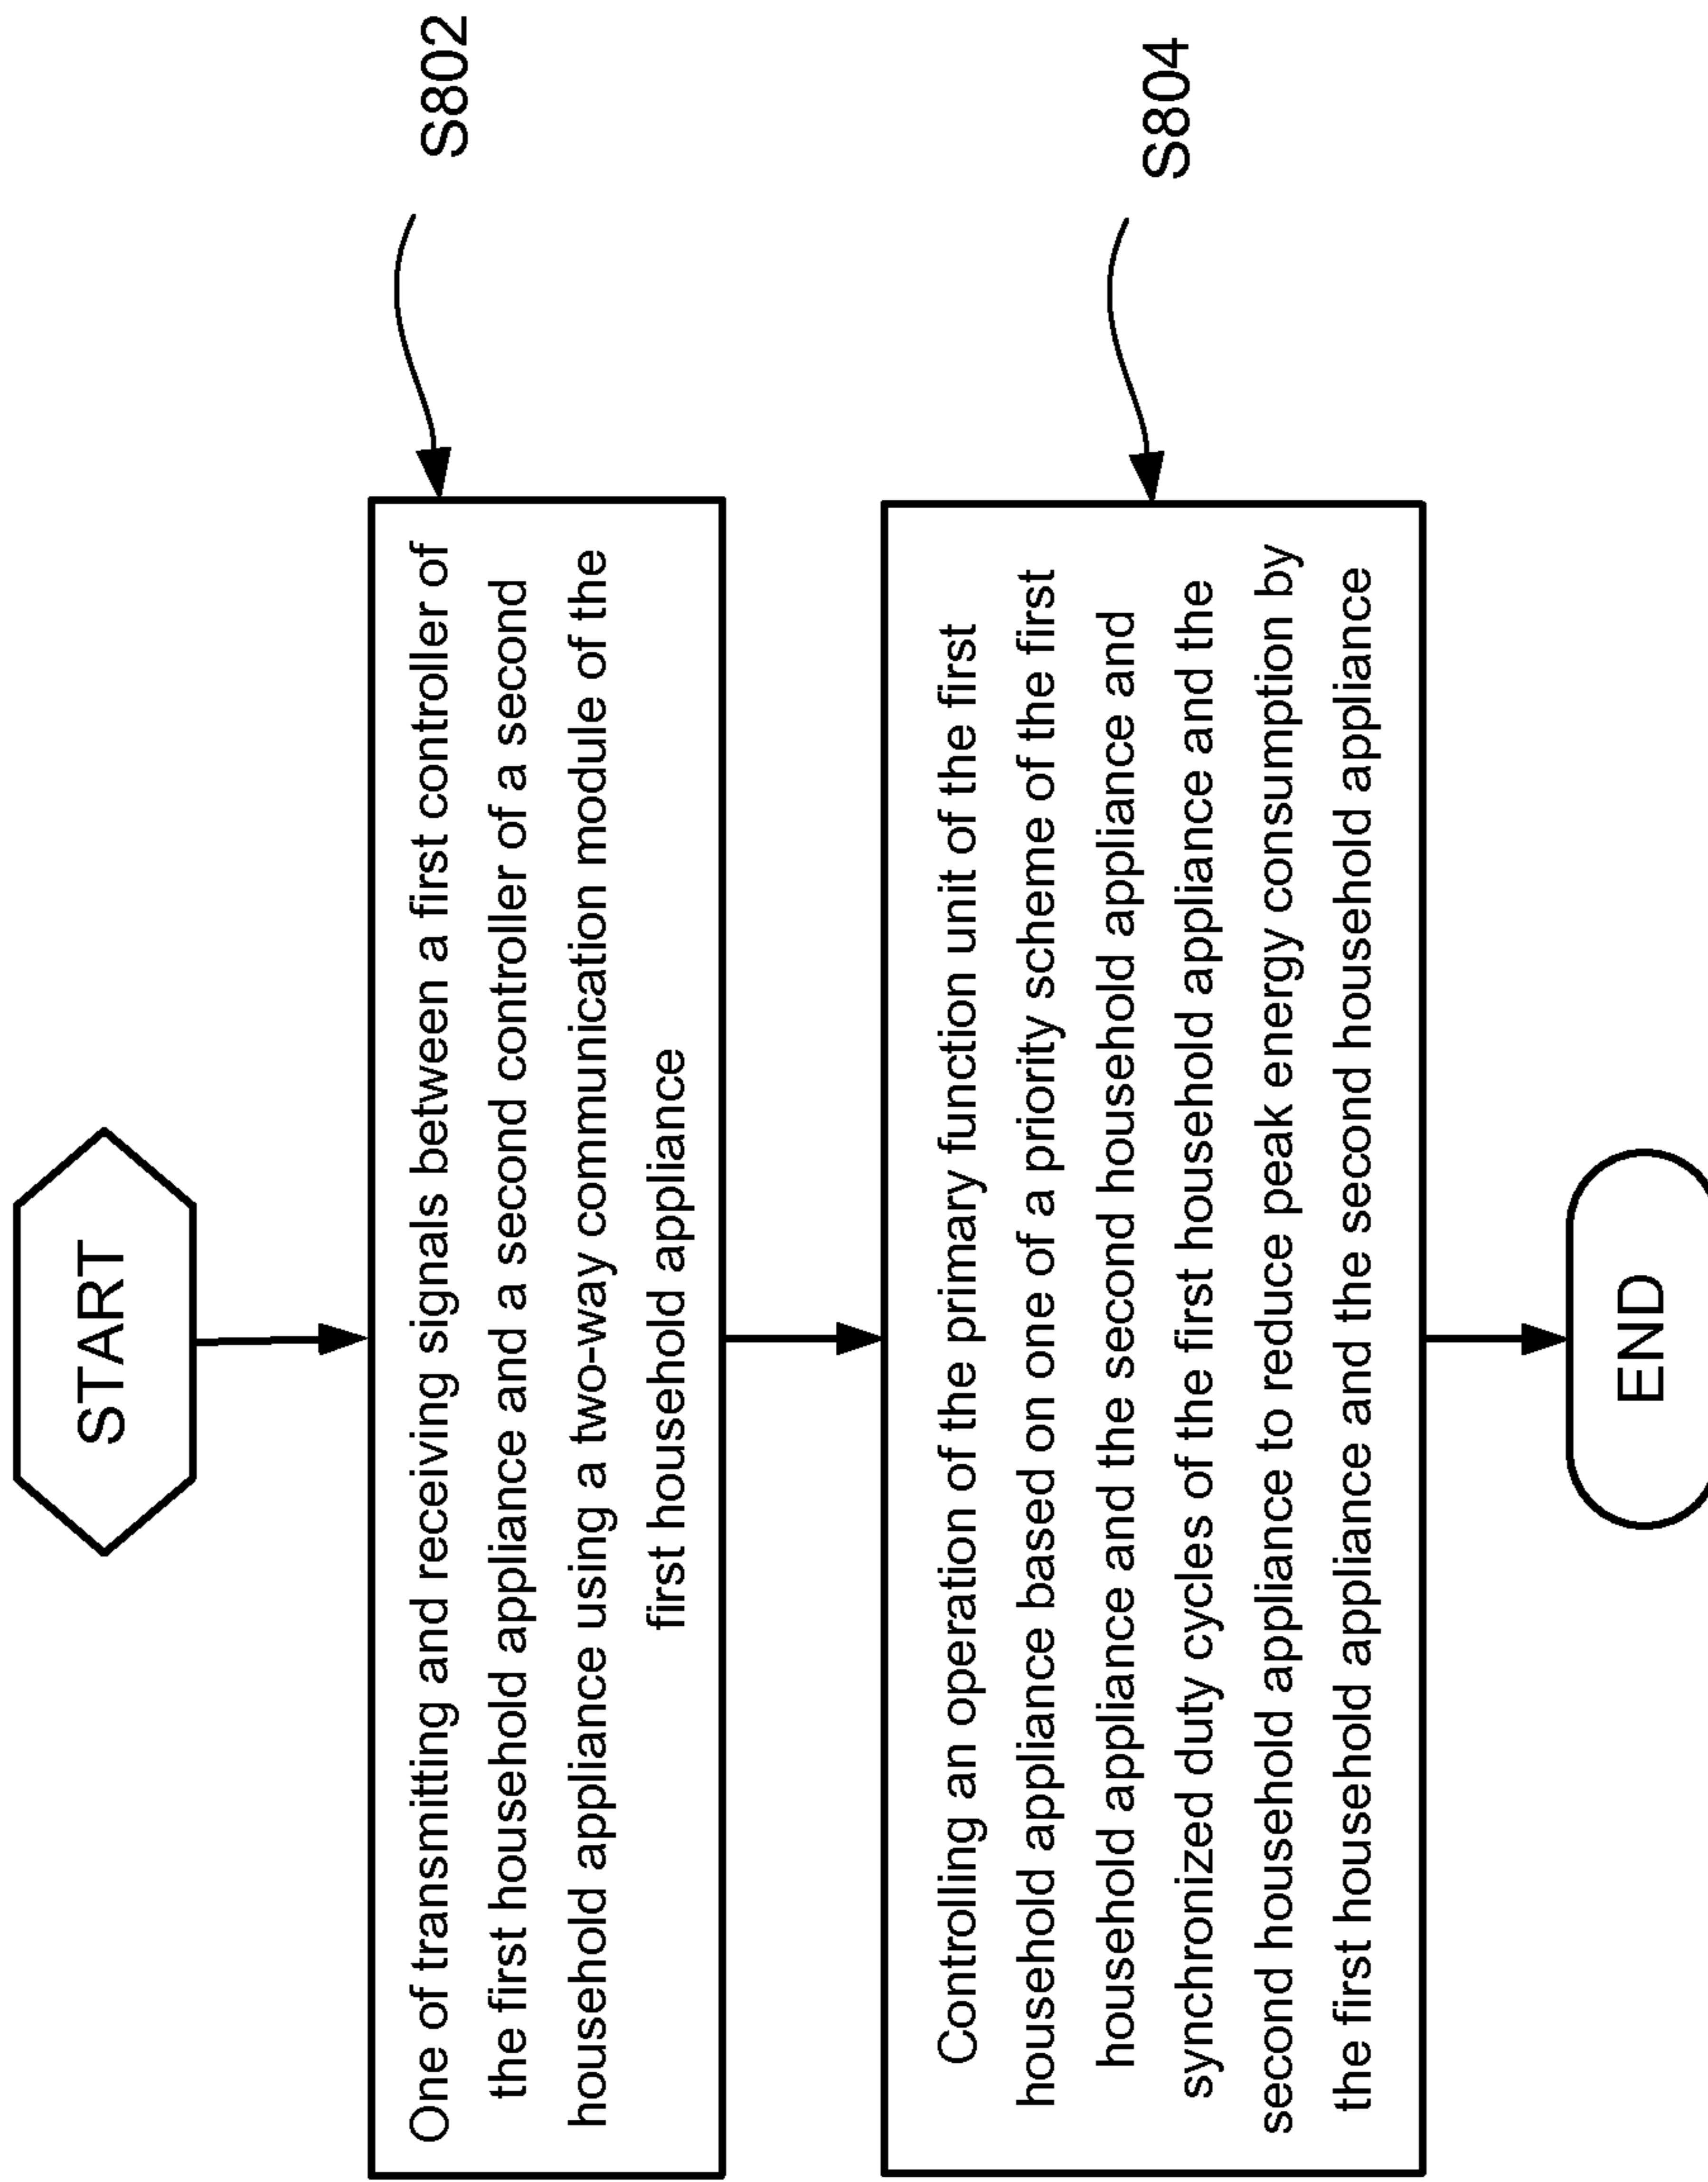 START
One of transmitting and receiving signals between a first controller of
the first household appliance and a second controller of a second
household appliance using a two-way communication module of the
first household appliance
S802
Controlling an operation of the primary function unit of the first
household appliance based on one of a priority scheme of the first
household appliance and the second household appliance and
synchronized duty cycles of the first household appliance and the
second household appliance to reduce peak energy consumption by
the first household appliance and the second household appliance
S804
END